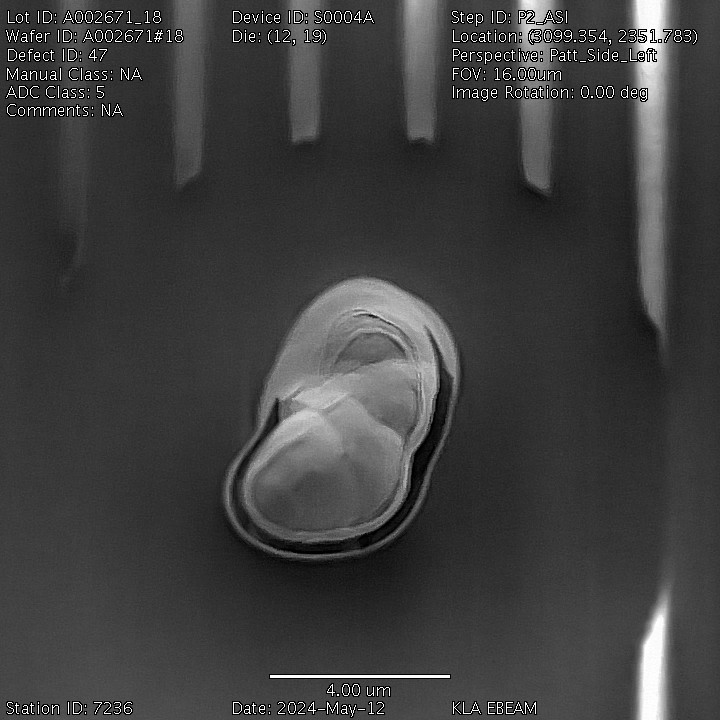 Lot ID: A002671_18
Wafer ID: A002671#18
Defect ID: 47
Manual Class: NA
ADC Class: 5
Comments: NA
Device ID: S0004A
Die: (12, 19)
Step ID: P2_ASI
Location: (3099.354, 2351.783)
Perspective: Patt_Side_Left
FOV: 16.00um
Image Rotation: 0.00 deg
4.00 um
Station ID: 7236
Date: 2024-May-12
KLA EBEAM